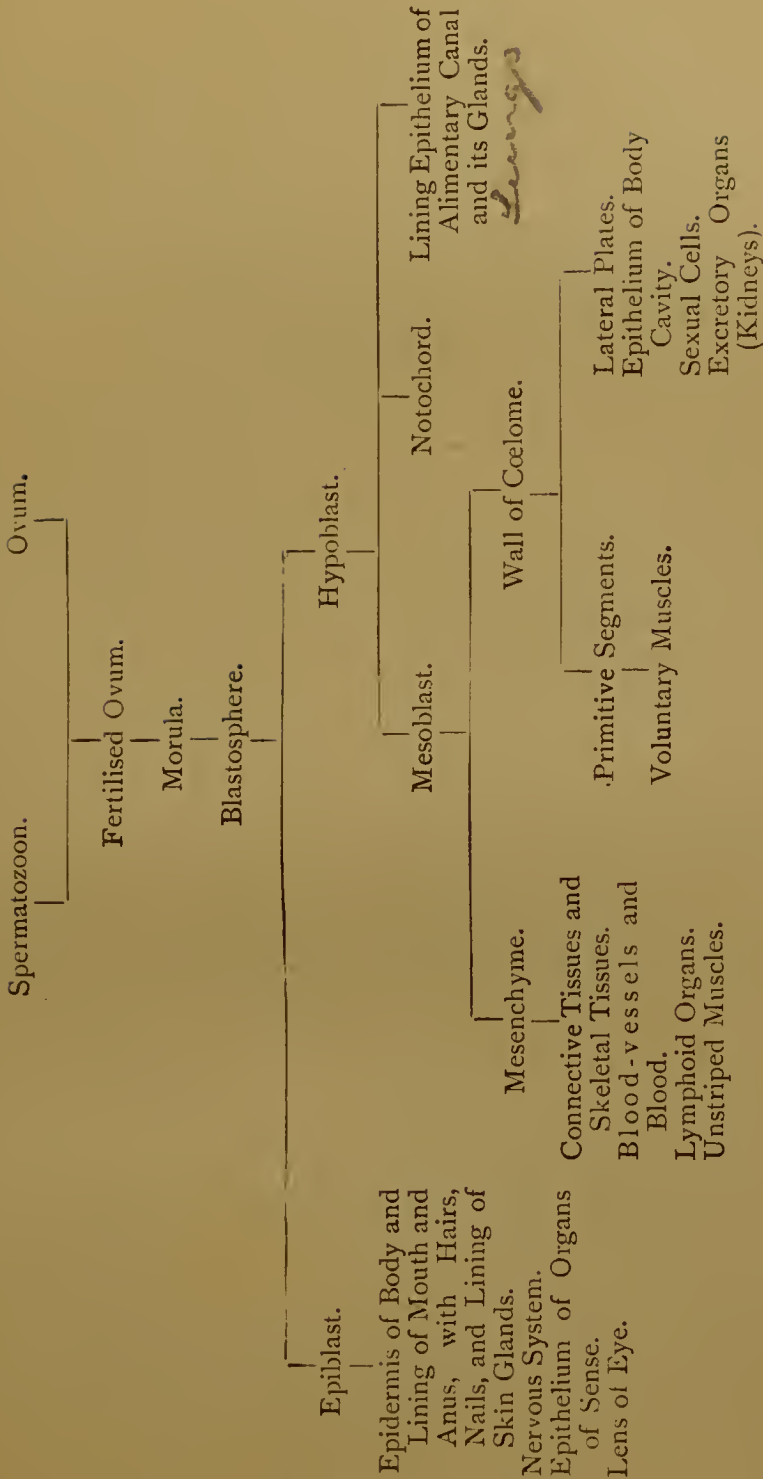 Spermatozoon.
Ovum.
Fertilised Ovum.
Morula.
Blastosphere.
Epiblast.
Hypoblast.
Epidermis of Body and
Lining of Mouth and
Anus, with Hairs,
Nails, and Lining of
Skin Glands.
Nervous System.
Epithelium of Organs
of Sense.
Lens of Eye.
Mesoblast.
Notochord.
Lining Epithelium of
Alimentary Canal
and its Glands.
Lungs
Mesenchyme.
Wall of Cœlome.
Connective Tissues and
Skeletal Tissues.
Blood-vessels and
Blood.
Lymphoid Organs.
Unstriped Muscles.
Primitive Segments.
Voluntary Muscles.
Lateral Plates.
Epithelium of Body
Cavity.
Sexual Cells.
Excretory Organs
(Kidneys).